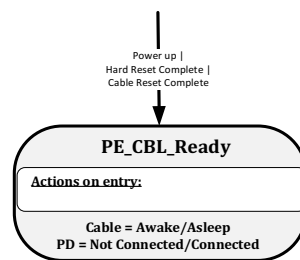 Power up |
Hard Reset Complete |
Cable Reset Complete
PE_CBL_Ready
Actions on entry:
Cable = Awake/Asleep
PD = Not Connected/Connected